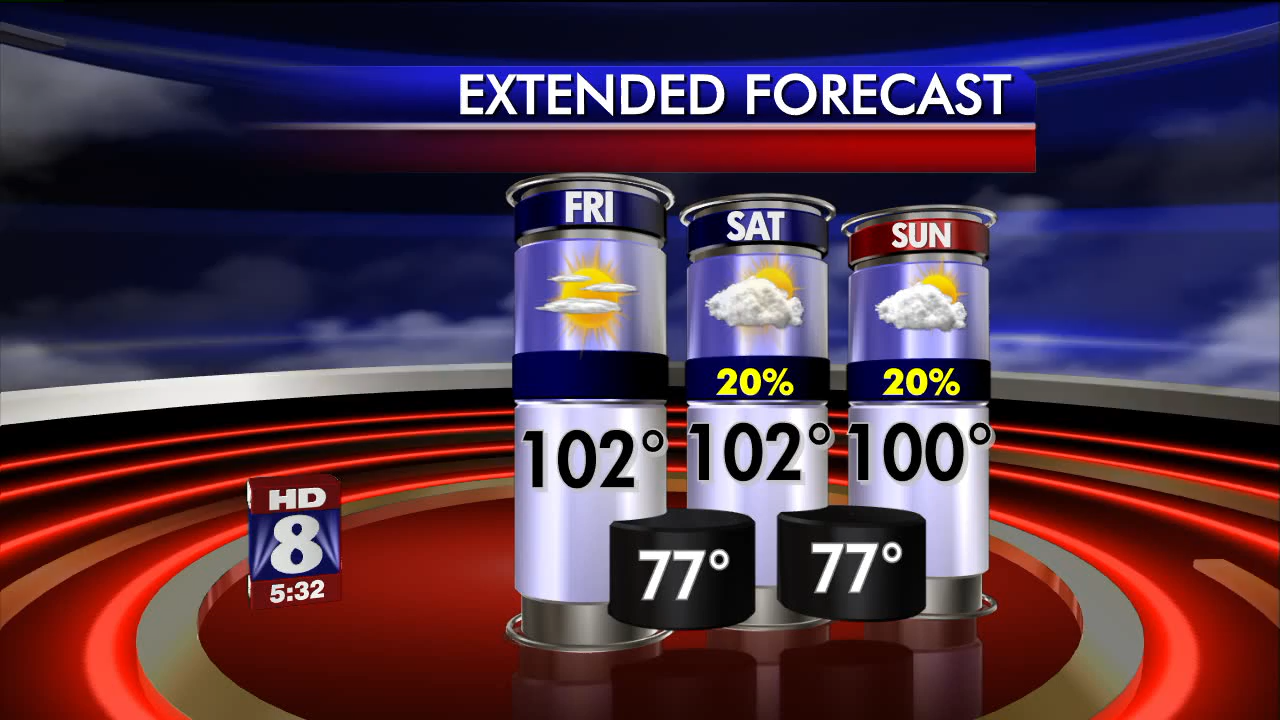 EXTENDED FORECAST
FRI
SAT
SUN
20%
20%
102°
102°
100°
77°
77°
HD
8
5:32